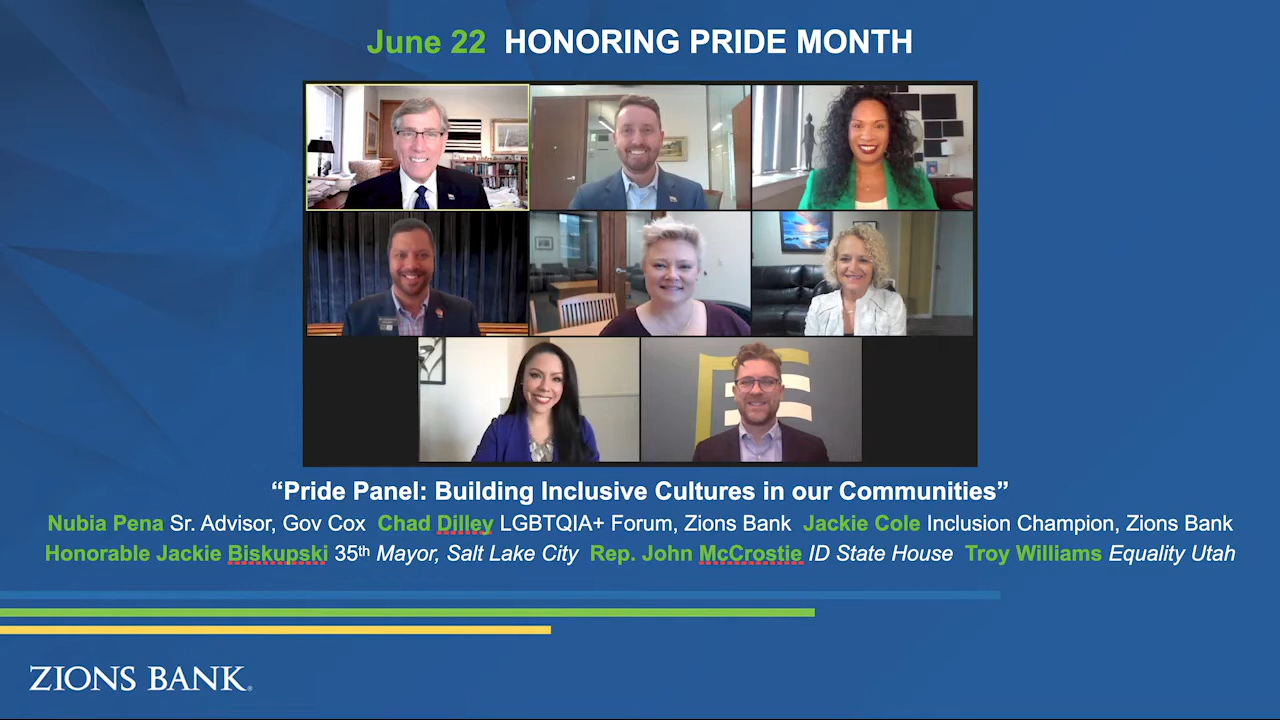 June 22 HONORING PRIDE MONTH
“Pride Panel: Building Inclusive Cultures in our Communities”
Nubia Pena Sr. Advisor, Gov Cox Chad Dilley LGBTQIA+ Forum, Zions Bank Jackie Cole Inclusion Champion, Zions Bank
Honorable Jackie Biskupski 35th Mayor, Salt Lake City Rep. John McCrostie ID State House Troy Williams Equality Utah
ZIONS BANK®